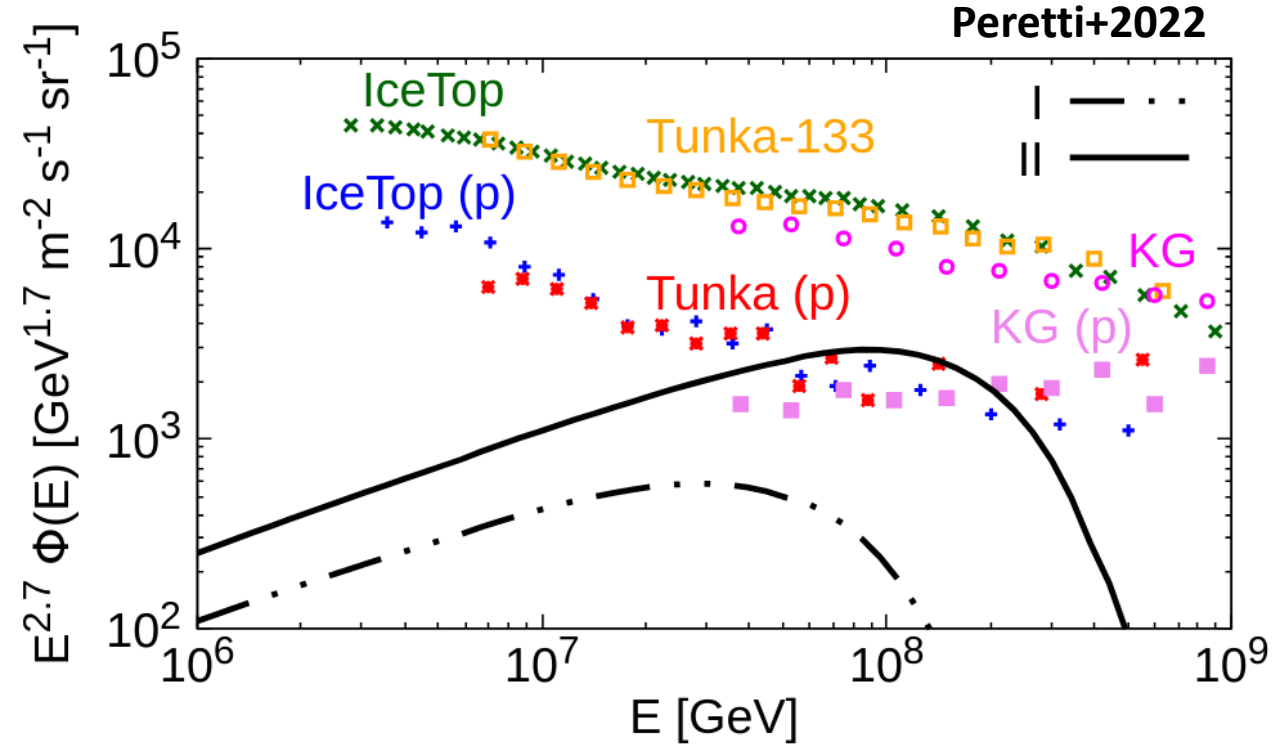 Peretti+2022
E^2.7 Φ(E) [GeV^1.7 m^-2 s^-1 sr^-1]
10^5
10^4
10^3
10^2
IceTop
Tunka-133
I
II
IceTop (p)
KG
Tunka (p)
KG (p)
10^6 10^7 10^8 10^9
E [GeV]